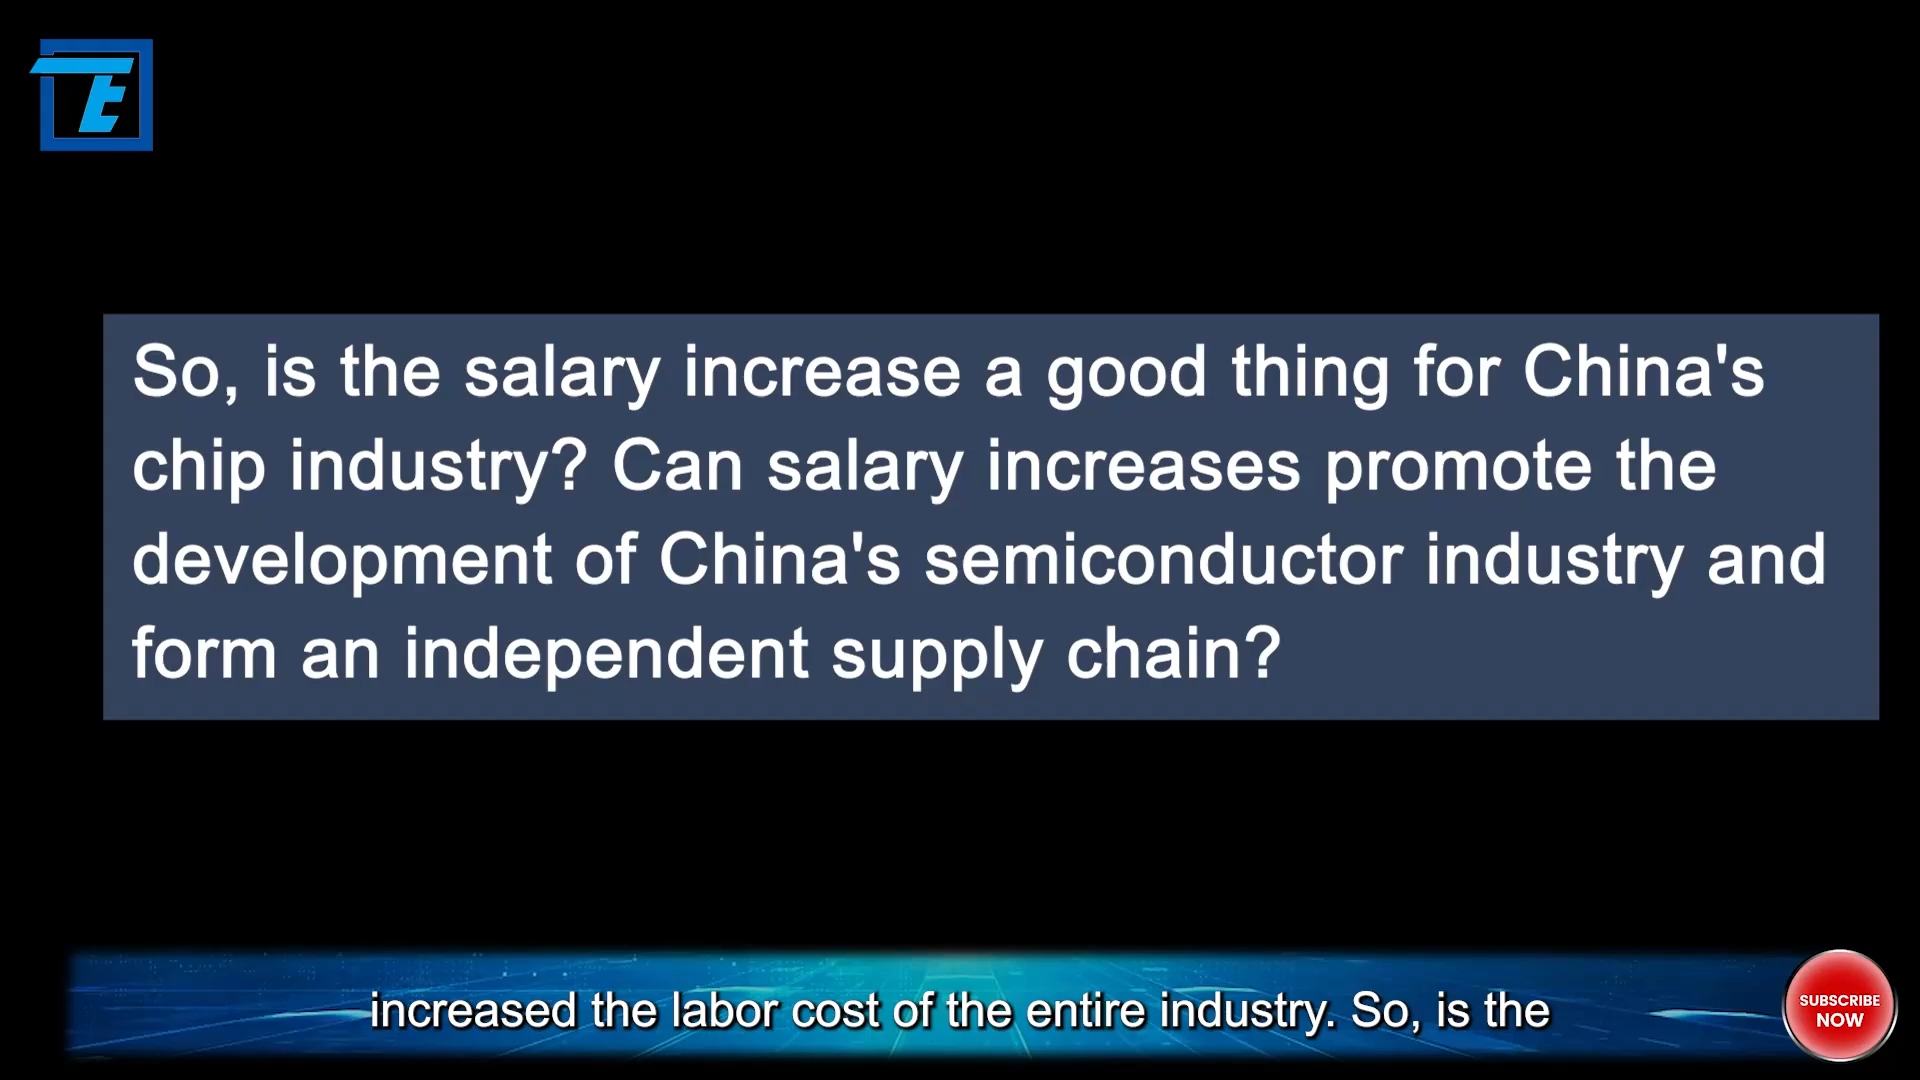 TE
So, is the salary increase a good thing for China's
chip industry? Can salary increases promote the
development of China's semiconductor industry and
form an independent supply chain?
increased the labor cost of the entire industry. So, is the
SUBSCRIBE
NOW